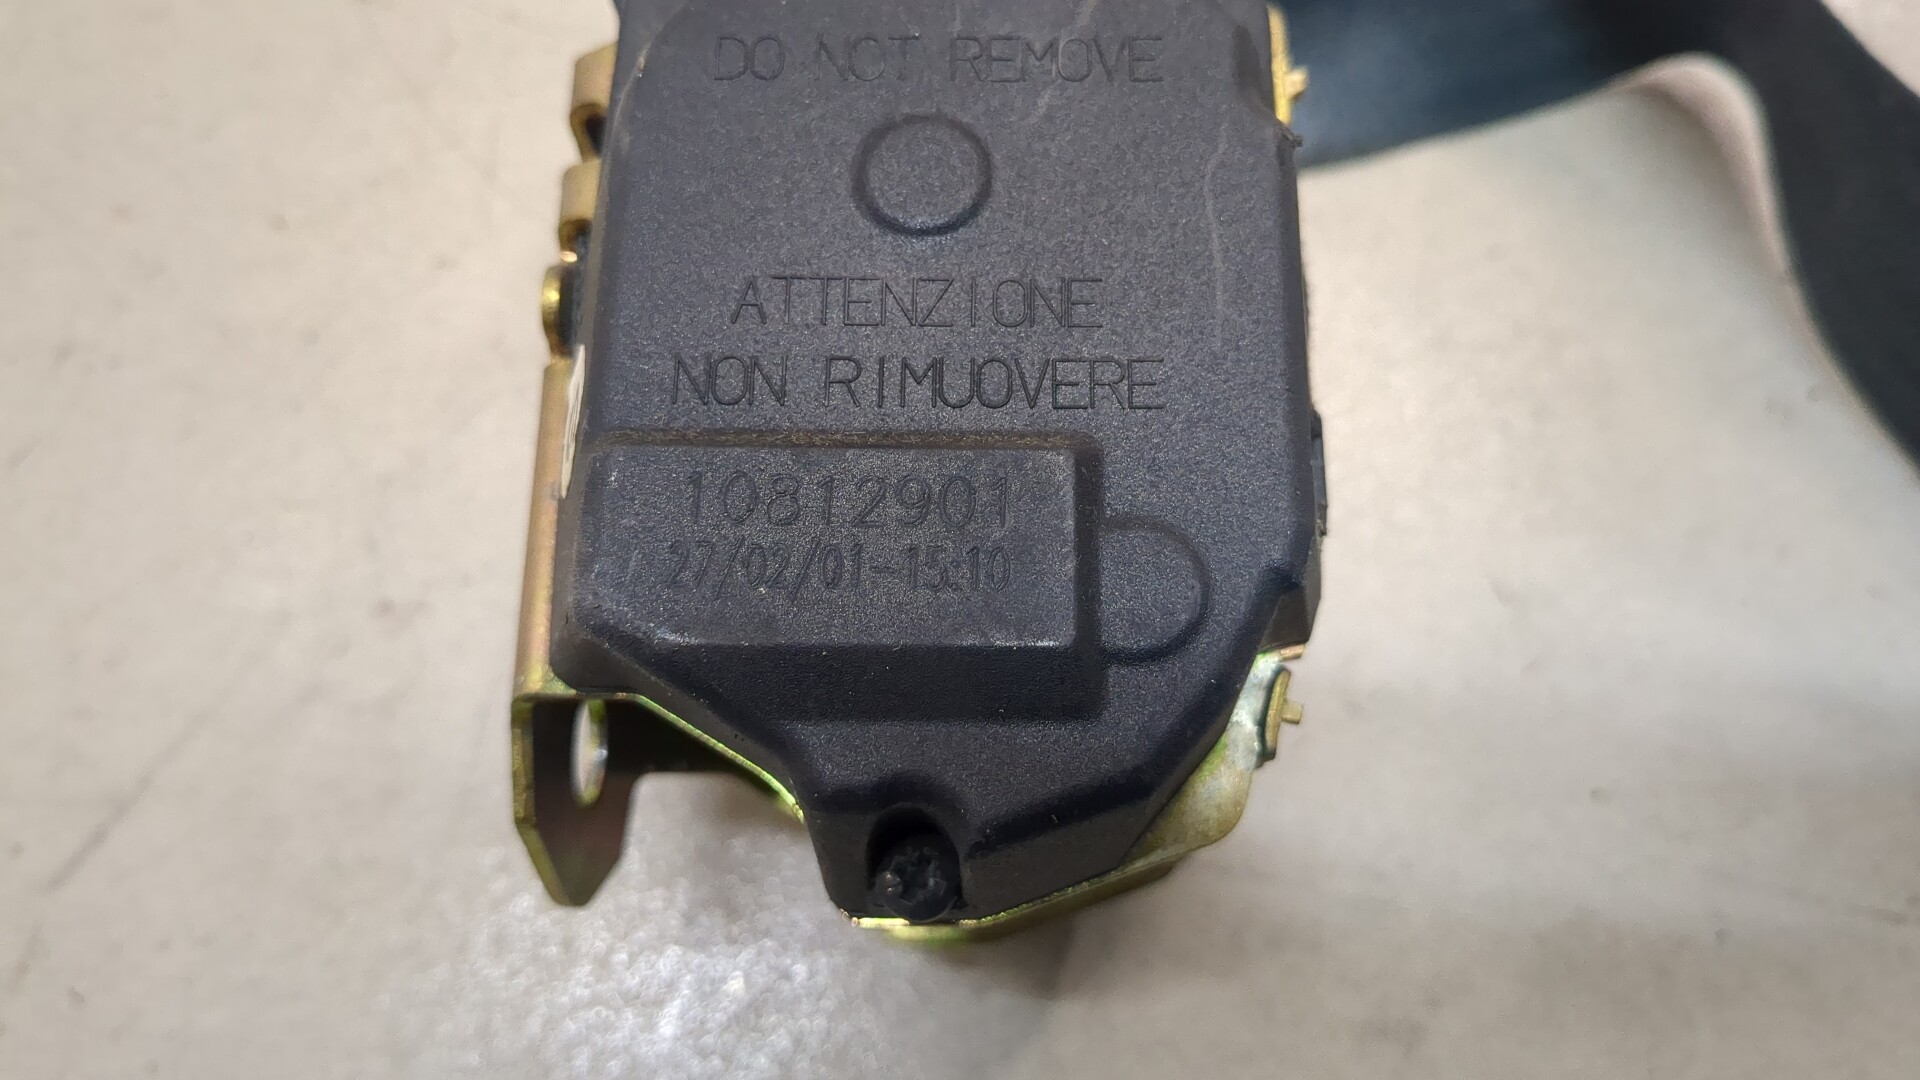 DO NOT REMOVE
ATTENZIONE
NON RIMUOVERE
10812901
27/02/01-15:10